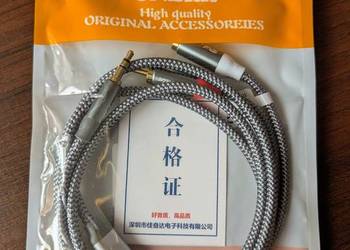 High quality
ORIGINAL ACCESSOREIES
合
格
证
好音质，高品质
深圳市佳叁达电子科技有限公司